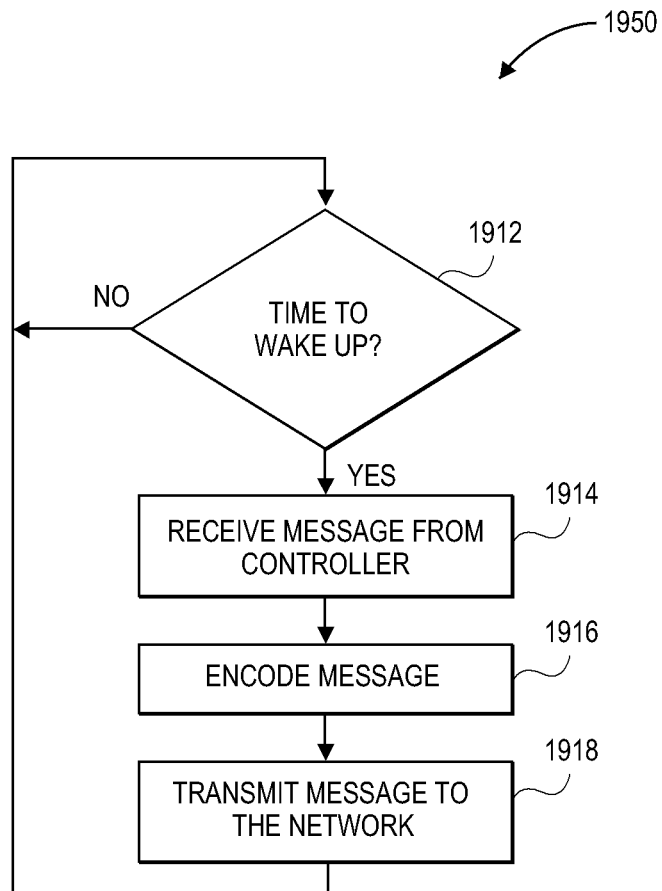 1950
1912
NO
TIME TO
WAKE UP?
YES
1914
RECEIVE MESSAGE FROM
CONTROLLER
1916
ENCODE MESSAGE
1918
TRANSMIT MESSAGE TO
THE NETWORK